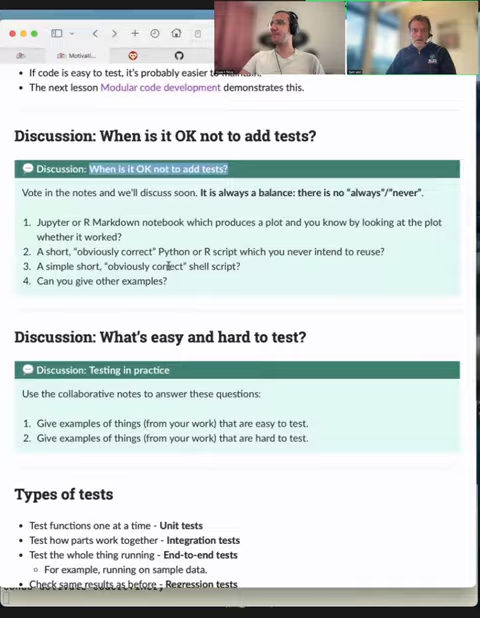 Motivati...
If code is easy to test, it's probably easier to maintain.
The next lesson Modular code development demonstrates this.
Discussion: When is it OK not to add tests?
Discussion: When is it OK not to add tests?
Vote in the notes and we'll discuss soon. It is always a balance: there is no "always"/"never".
1. Jupyter or R Markdown notebook which produces a plot and you know by looking at the plot
whether it worked?
2. A short, "obviously correct" Python or R script which you never intend to reuse?
3. A simple short, "obviously correct" shell script?
4. Can you give other examples?
Discussion: What's easy and hard to test?
Discussion: Testing in practice
Use the collaborative notes to answer these questions:
1. Give examples of things (from your work) that are easy to test.
2. Give examples of things (from your work) that are hard to test.
Types of tests
Test functions one at a time - Unit tests
Test how parts work together - Integration tests
Test the whole thing running - End-to-end tests
For example, running on sample data.
Check same results as before - Regression tests